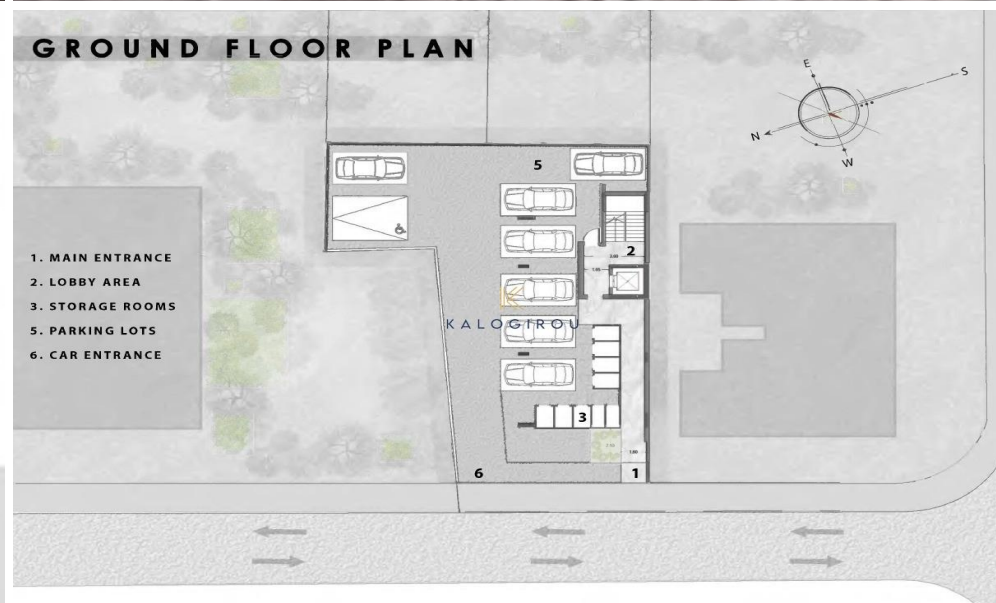 GROUND FLOOR PLAN
E
S
N
W
5
1. MAIN ENTRANCE
2. LOBBY AREA
3. STORAGE ROOMS
5. PARKING LOTS
6. CAR ENTRANCE
2
KALOGIROU
3
6
1